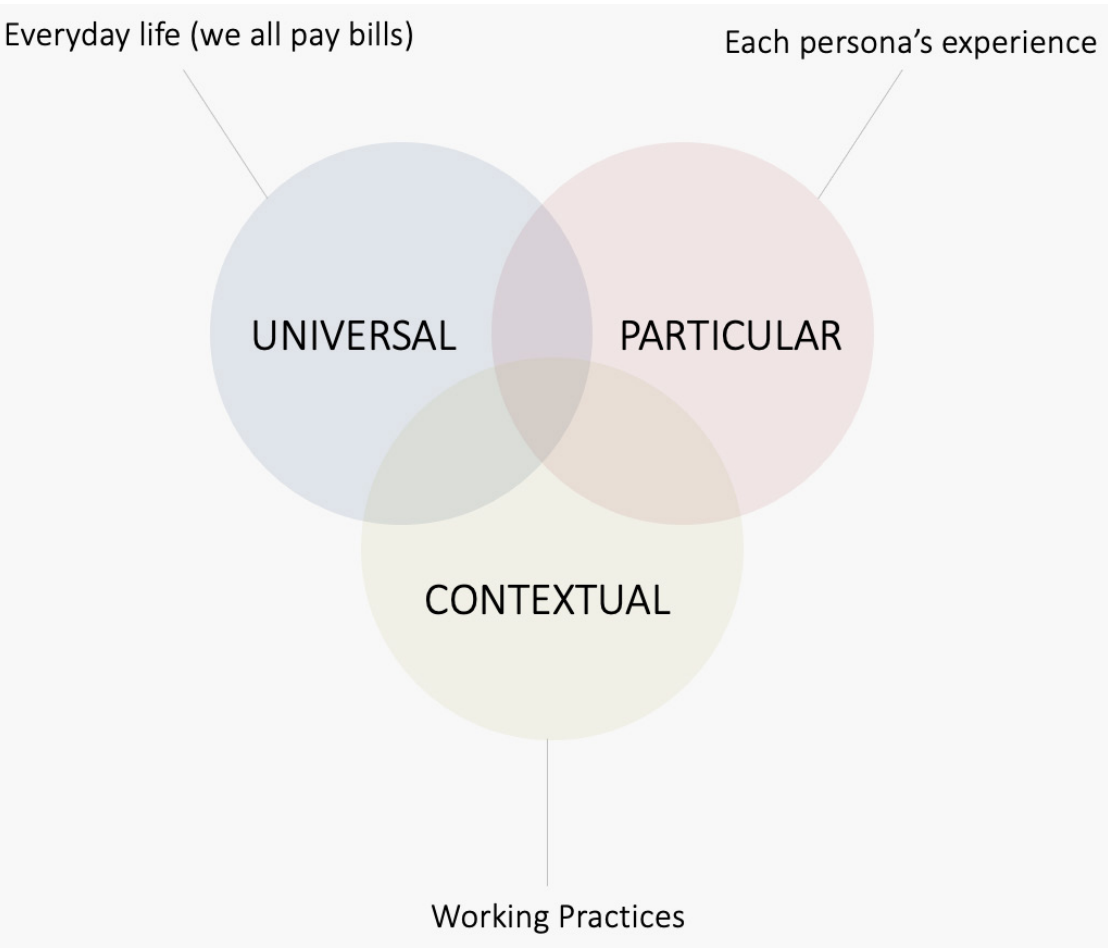 Everyday life (we all pay bills)
Each persona’s experience
UNIVERSAL
PARTICULAR
CONTEXTUAL
Working Practices